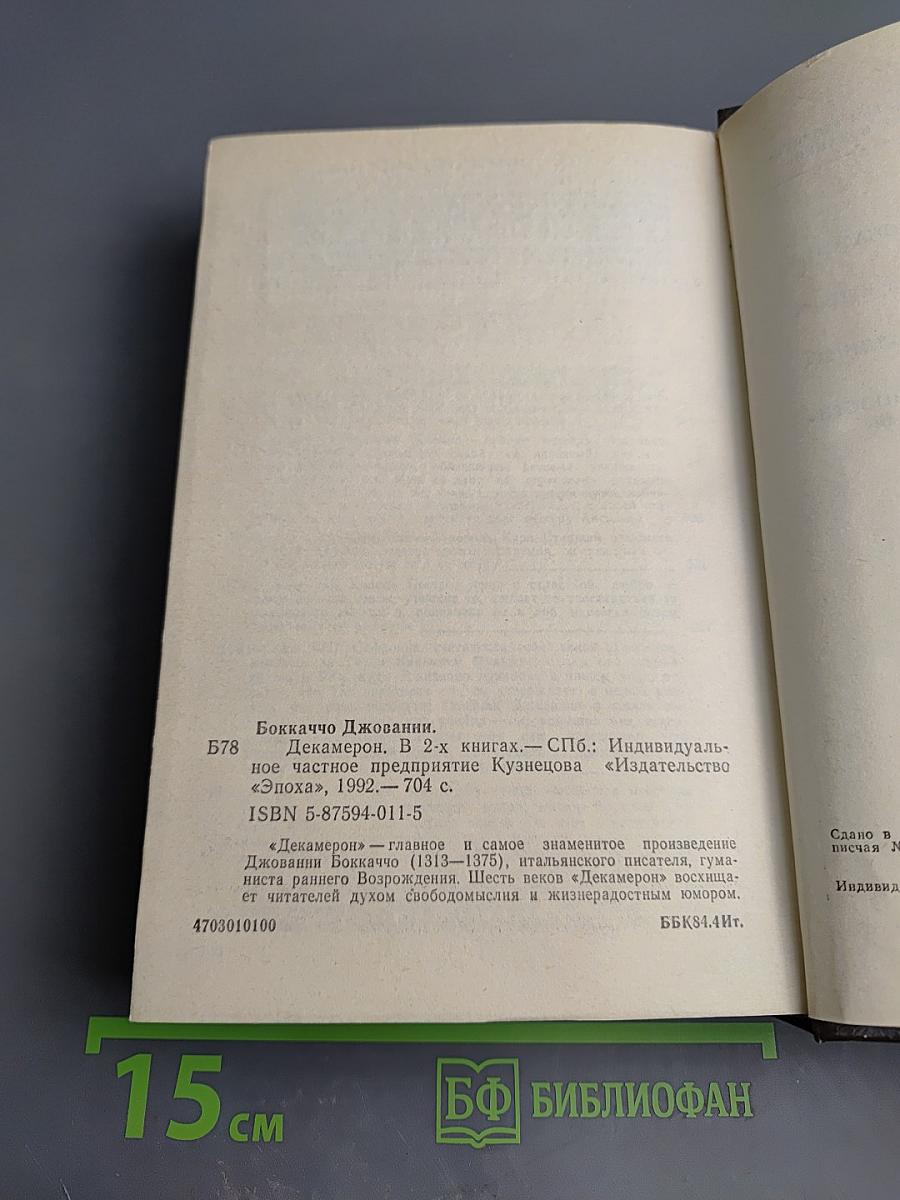 Боккаччо Джованни.
Б78 Декамерон. В 2-х книгах.— СПб.: Индивидуаль-
ное частное предприятие Кузнецова «Издательство
«Эпоха», 1992.— 704 с.
ISBN 5-87594-011-5
«Декамерон» — главное и самое знаменитое произведение
Джованни Боккаччо (1313—1375), итальянского писателя, гума-
ниста раннего Возрождения. Шесть веков «Декамерон» восхища-
ет читателей духом свободомыслия и жизнерадостным юмором.
4703010100 ББК84.4Ит.
Сдано в
писчая №
Индивид
15 см
БФ БИБЛИОФАН